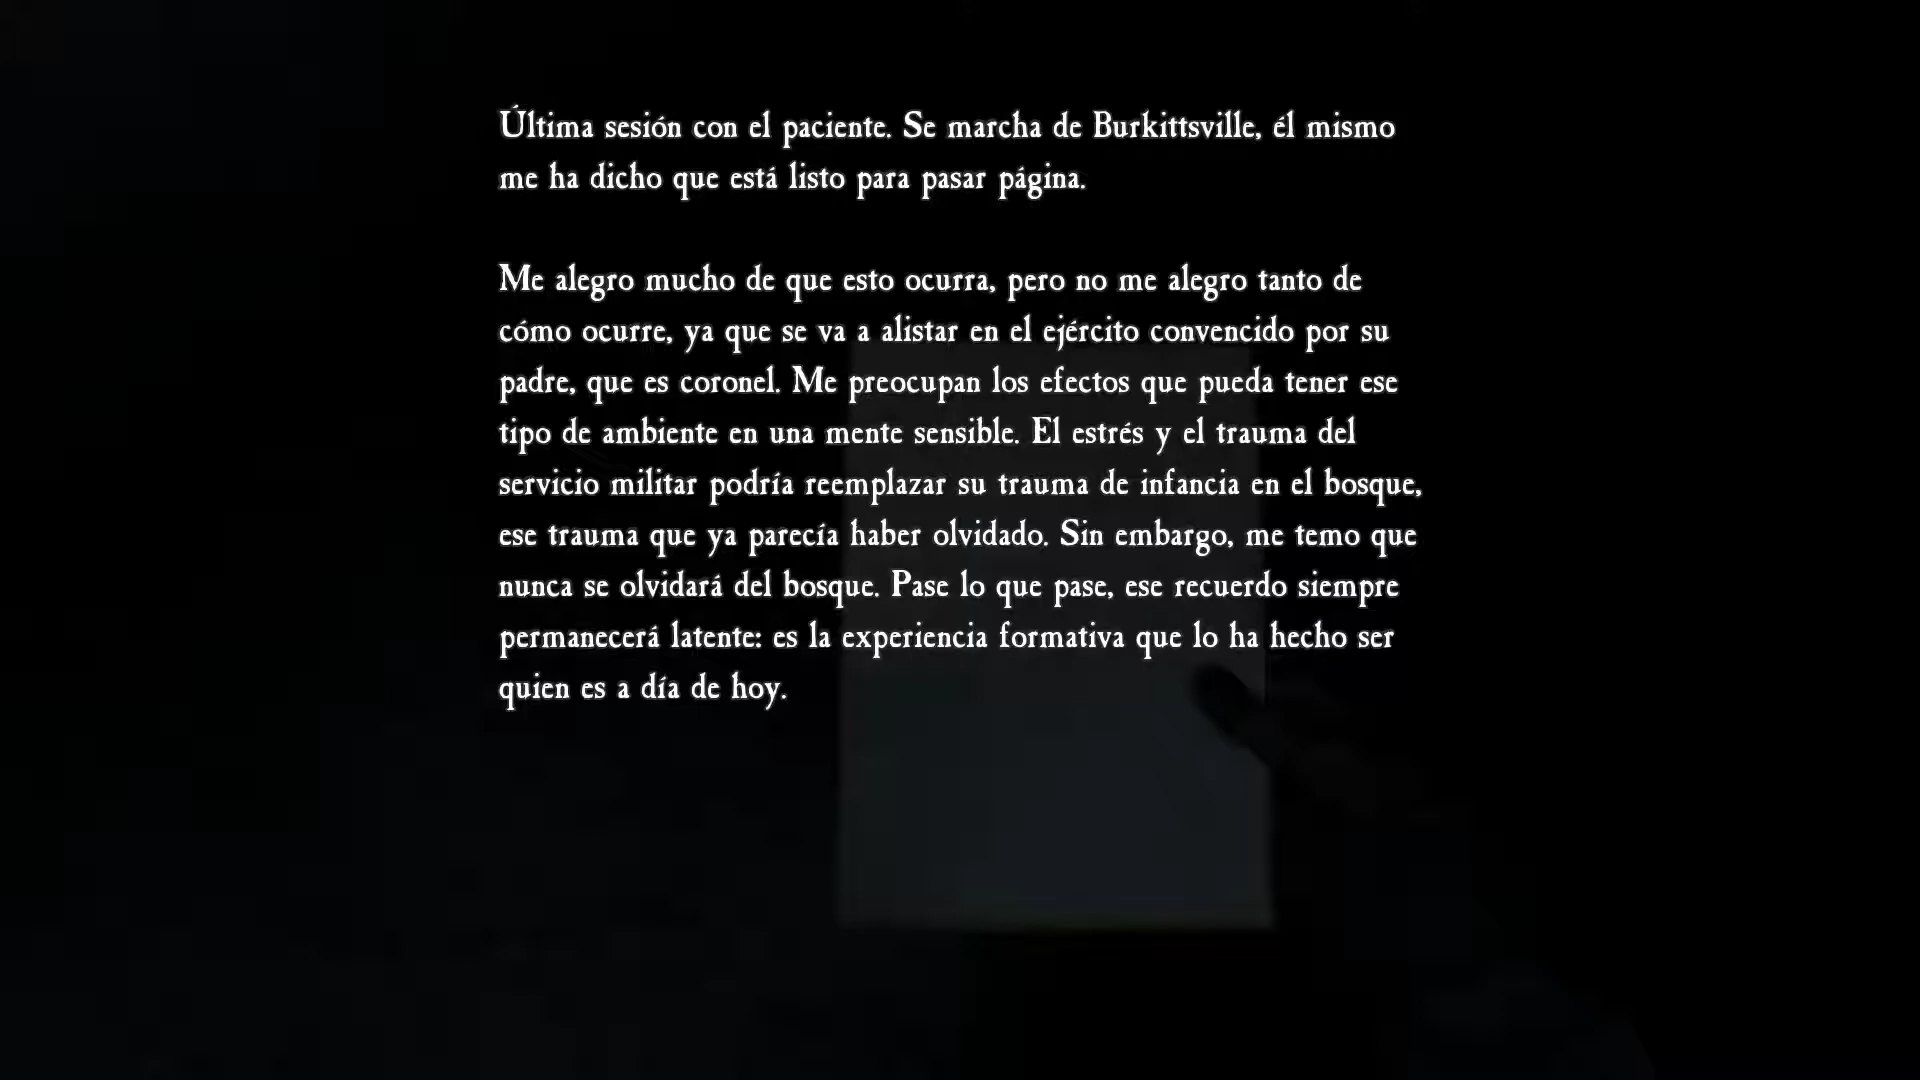 Última sesión con el paciente. Se marcha de Burkittsville, él mismo
me ha dicho que está listo para pasar página.
Me alegro mucho de que esto ocurra, pero no me alegro tanto de
cómo ocurre, ya que se va a alistar en el ejército convencido por su
padre, que es coronel. Me preocupan los efectos que pueda tener ese
tipo de ambiente en una mente sensible. El estrés y el trauma del
servicio militar podría reemplazar su trauma de infancia en el bosque,
ese trauma que ya parecía haber olvidado. Sin embargo, me temo que
nunca se olvidará del bosque. Pase lo que pase, ese recuerdo siempre
permanecerá latente: es la experiencia formativa que lo ha hecho ser
quien es a día de hoy.